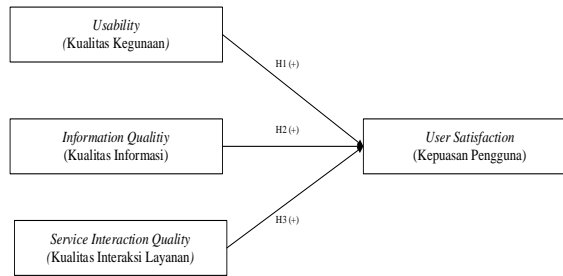 Usability
(Kualitas Kegunaan)
H1 (+)
Information Qualitiy
(Kualitas Informasi)
H2 (+)
User Satisfaction
(Kepuasan Pengguna)
H3 (+)
Service Interaction Quality
(Kualitas Interaksi Layanan)